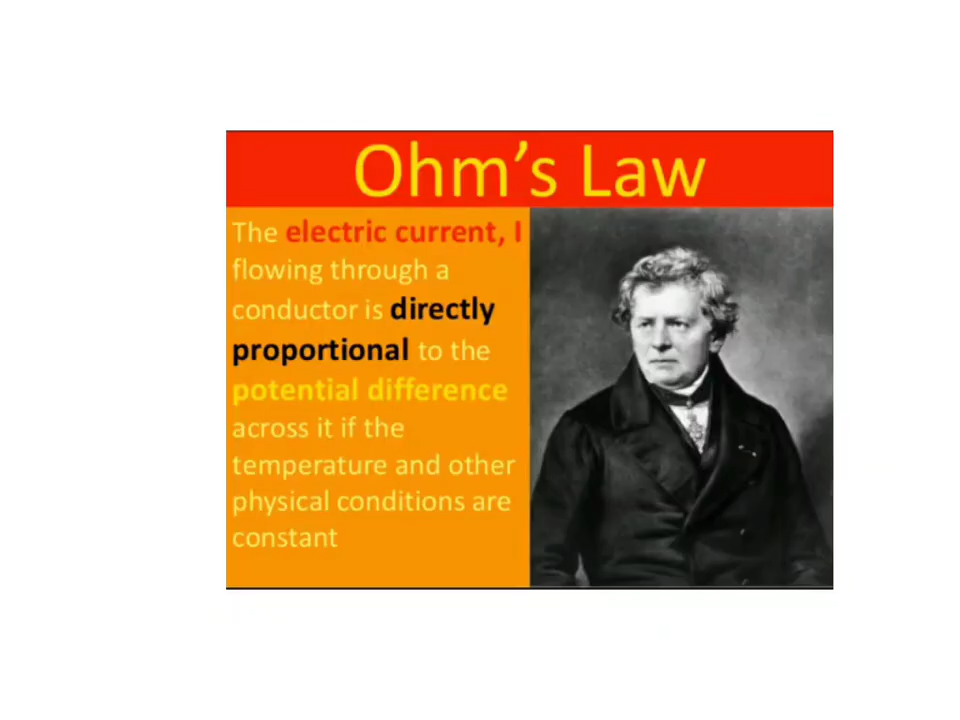 Ohm's Law
The electric current, I
flowing through a
conductor is directly
proportional to the
potential difference
across it if the
temperature and other
physical conditions are
constant